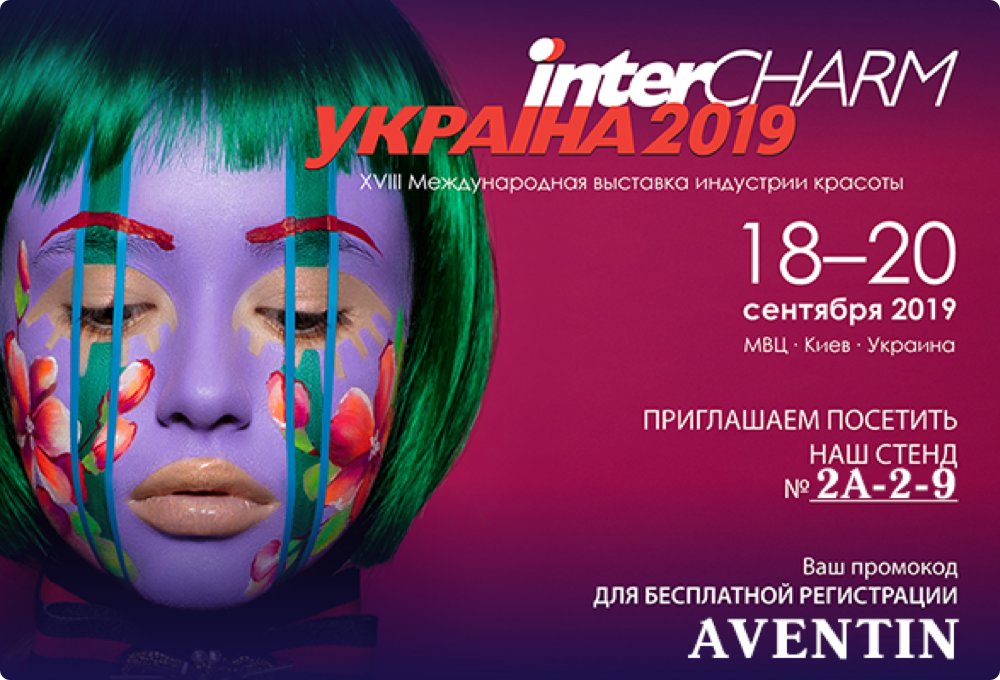 interCHARM
УКРАЇНА 2019
XVIII Международная выставка индустрии красоты
18–20
сентября 2019
МВЦ · Киев · Украина
ПРИГЛАШАЕМ ПОСЕТИТЬ
НАШ СТЕНД
№ 2A-2-9
Ваш промокод
ДЛЯ БЕСПЛАТНОЙ РЕГИСТРАЦИИ
AVENTIN